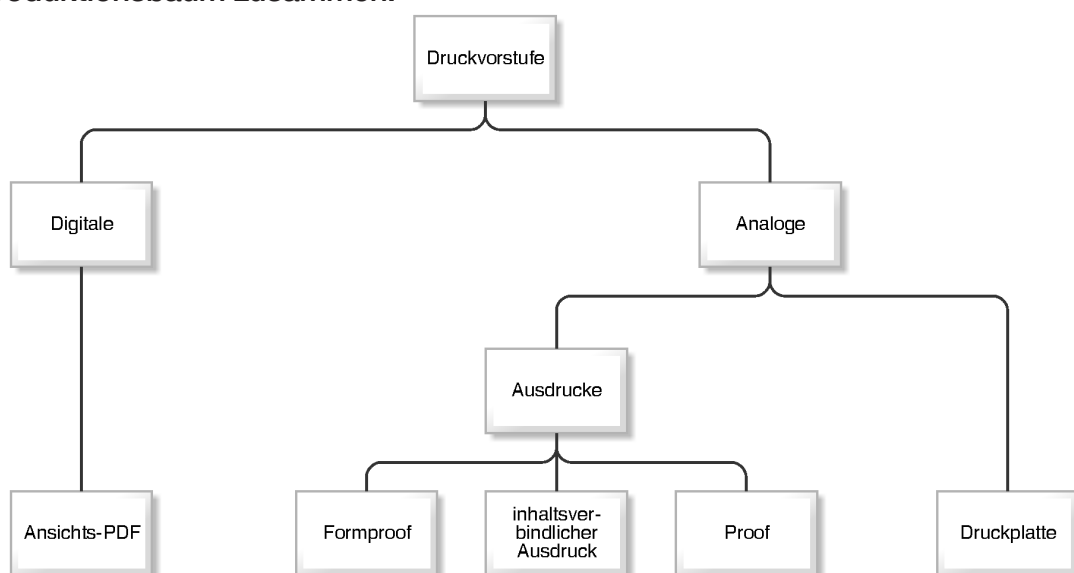 Druckvorstufe
Digitale
Analoge
Ausdrucke
Ansichts-PDF
Formproof
inhaltsver-
bindlicher
Ausdruck
Proof
Druckplatte